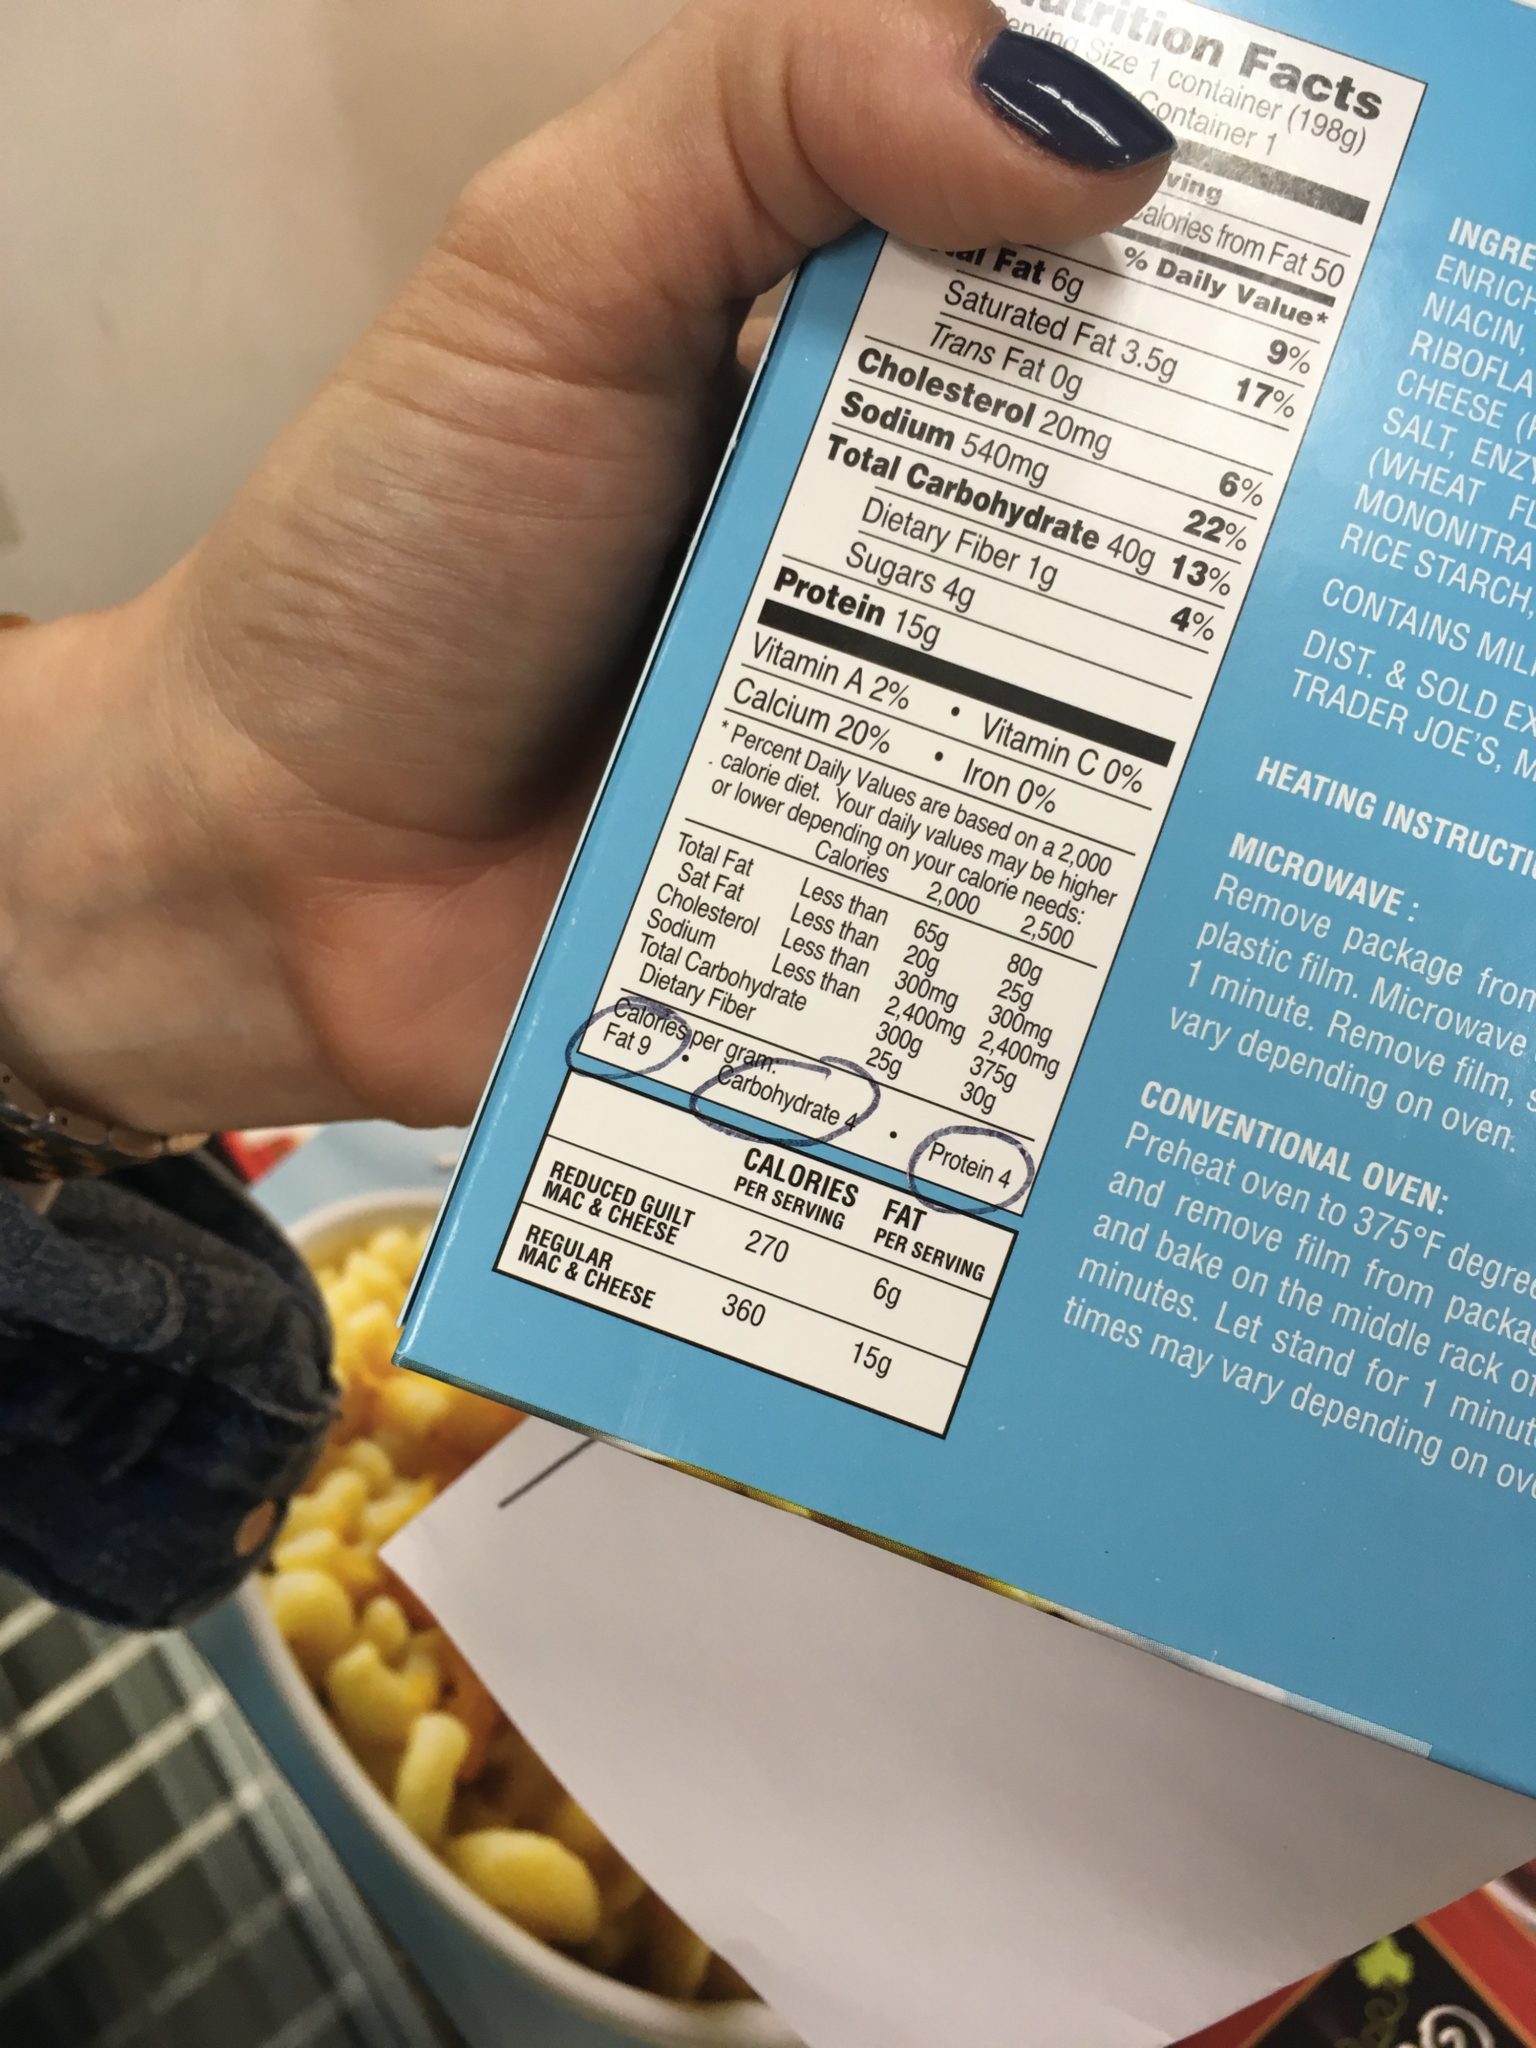 Nutrition Facts
Serving Size 1 container (198g)
Container 1
Calories from Fat 50
% Daily Value*
Fat 6g 9%
Saturated Fat 3.5g 17%
Trans Fat 0g
Cholesterol 20mg 6%
Sodium 540mg 22%
Total Carbohydrate 40g 13%
Dietary Fiber 1g 4%
Sugars 4g
Protein 15g
Vitamin A 2% • Vitamin C 0%
Calcium 20% • Iron 0%
* Percent Daily Values are based on a 2,000
calorie diet. Your daily values may be higher
or lower depending on your calorie needs:
Calories 2,000 2,500
Total Fat Less than 65g 80g
Sat Fat Less than 20g 25g
Cholesterol Less than 300mg 300mg
Sodium Less than 2,400mg 2,400mg
Total Carbohydrate 300g 375g
Dietary Fiber 25g 30g
Calories per gram:
Fat 9 • Carbohydrate 4 • Protein 4
CALORIES PER SERVING FAT PER SERVING
REDUCED GUILT MAC & CHEESE 270 6g
REGULAR MAC & CHEESE 360 15g
INGRE
ENRICH
NIACIN,
RIBOFLA
CHEESE (
SALT, ENZY
(WHEAT FL
MONONITRA
RICE STARCH,
CONTAINS MIL
DIST. & SOLD EX
TRADER JOE'S, M
HEATING INSTRUCTI
MICROWAVE :
Remove package from
plastic film. Microwave
1 minute. Remove film, s
vary depending on oven.
CONVENTIONAL OVEN:
Preheat oven to 375°F degree
and remove film from packag
and bake on the middle rack of
minutes. Let stand for 1 minut
times may vary depending on ove